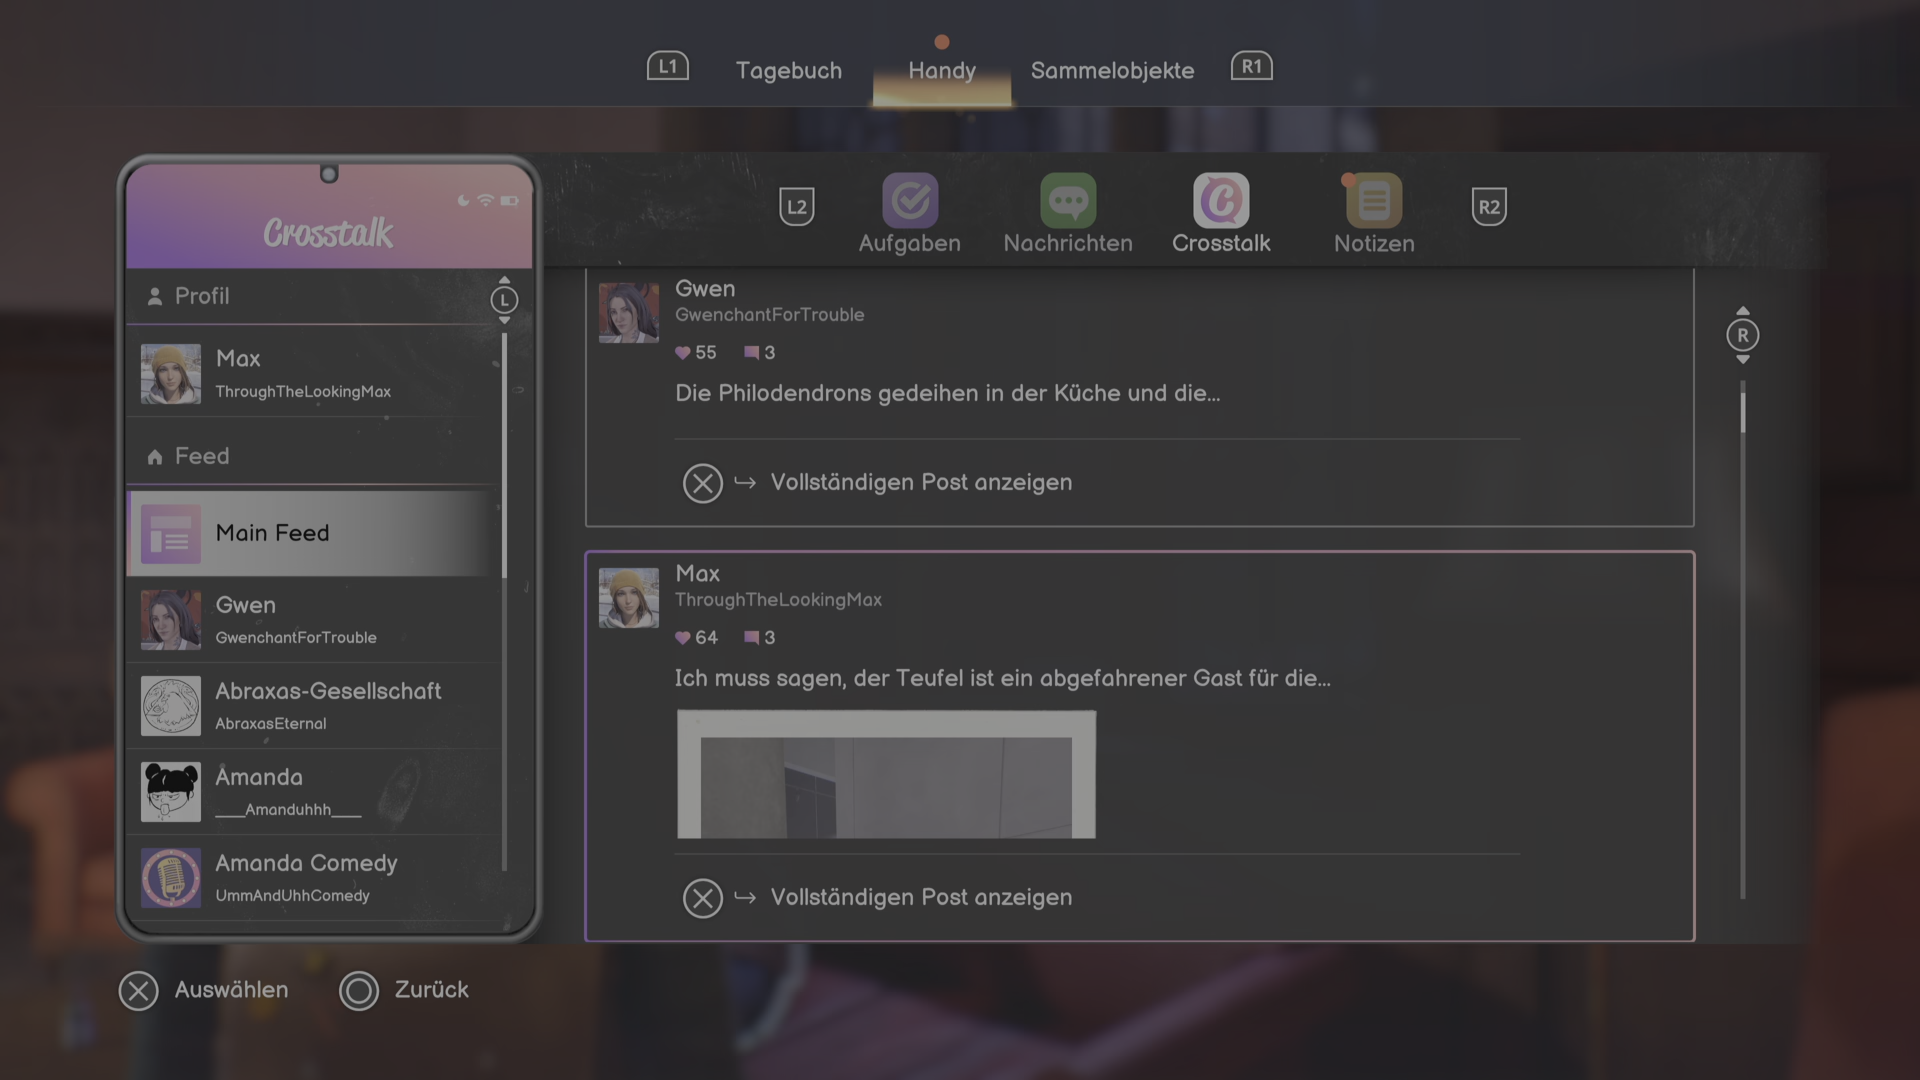 L1
Tagebuch
Handy
Sammelobjekte
R1
Crosstalk
L2
Aufgaben
Nachrichten
Crosstalk
Notizen
R2
Profil
L
Max
ThroughTheLookingMax
Feed
Main Feed
Gwen
GwenchantForTrouble
Abraxas-Gesellschaft
AbraxasEternal
Amanda
___Amanduhhh___
Amanda Comedy
UmmAndUhhComedy
Gwen
GwenchantForTrouble
55 3
Die Philodendrons gedeihen in der Küche und die...
Vollständigen Post anzeigen
R
Max
ThroughTheLookingMax
64 3
Ich muss sagen, der Teufel ist ein abgefahrener Gast für die...
Vollständigen Post anzeigen
Auswählen
Zurück